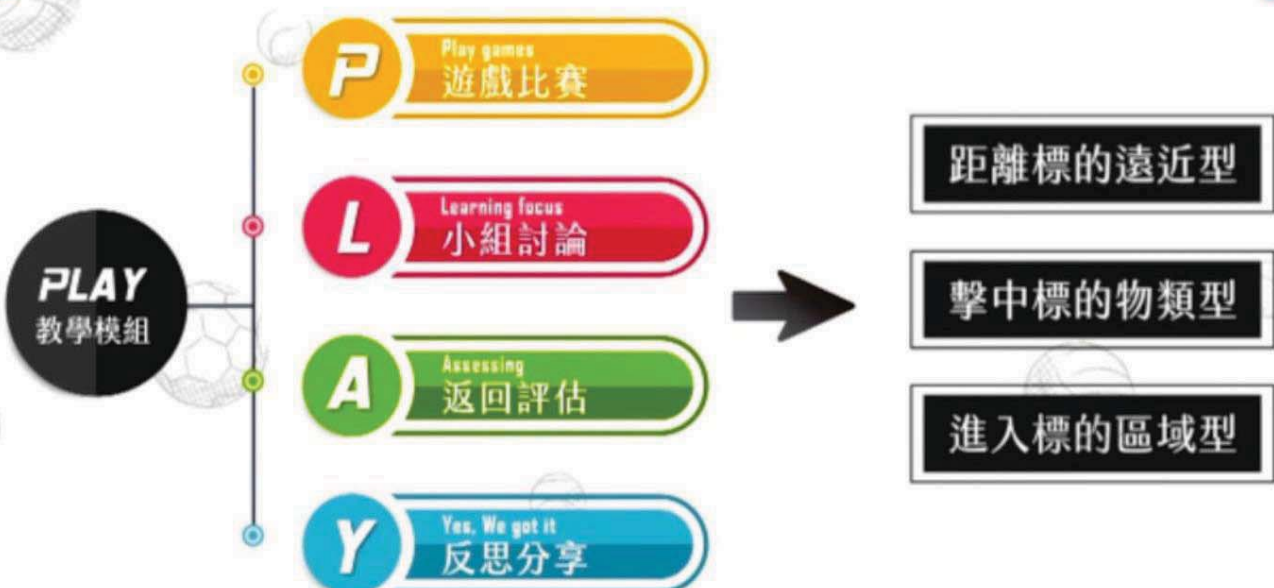 PLAY
教學模組
P
Play games
遊戲比賽
L
Learning focus
小組討論
A
Assessing
返回評估
Y
Yes, We got it
反思分享
距離標的遠近型
擊中標的物類型
進入標的區域型